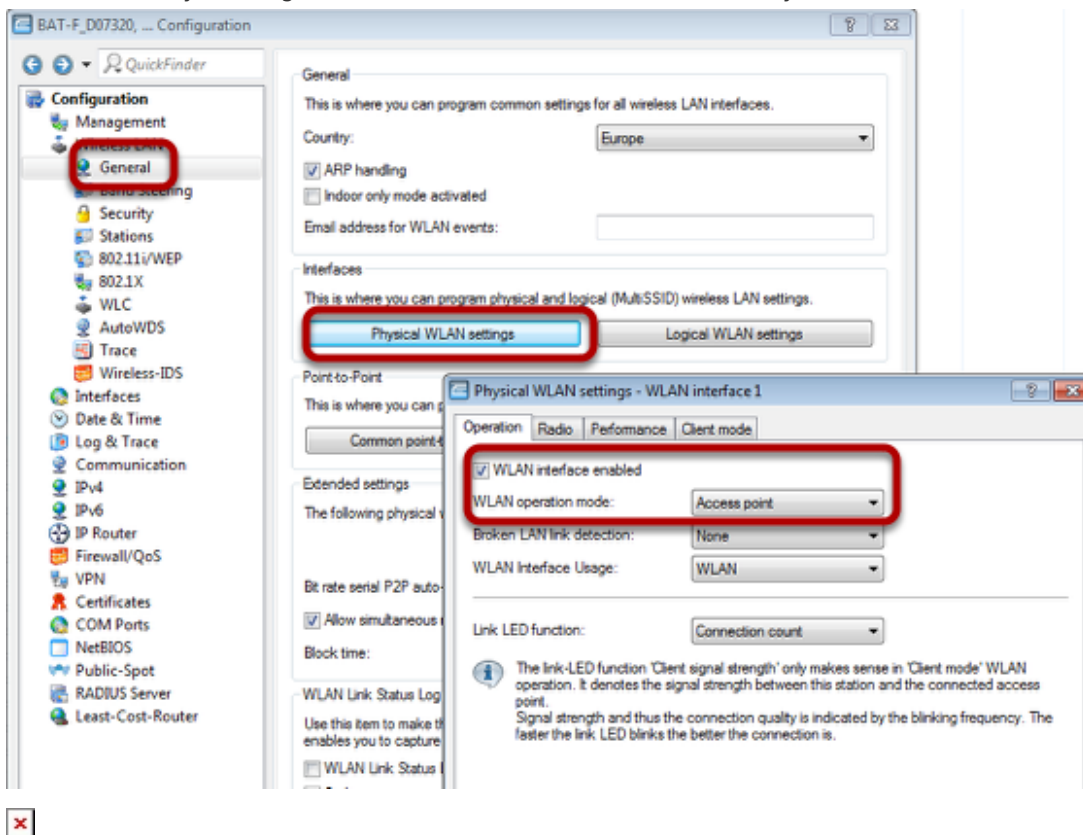 BAT-F_D07320, ... Configuration
QuickFinder
Configuration
Management
Wireless LAN
General
Band Steering
Security
Stations
802.11i/WEP
802.1X
WLC
AutoWDS
Trace
Wireless-IDS
Interfaces
Date & Time
Log & Trace
Communication
IPv4
IPv6
IP Router
Firewall/QoS
VPN
Certificates
COM Ports
NetBIOS
Public-Spot
RADIUS Server
Least-Cost-Router
General
This is where you can program common settings for all wireless LAN interfaces.
Country: Europe
ARP handling
Indoor only mode activated
Email address for WLAN events:
Interfaces
This is where you can program physical and logical (MultiSSID) wireless LAN settings.
Physical WLAN settings Logical WLAN settings
Point-to-Point
This is where you can
Common point-
Extended settings
The following physical
Bit rate serial P2P auto-
Allow simultaneous
Block time:
WLAN Link Status Log
Use this item to make
enables you to capture
WLAN Link Status
Physical WLAN settings - WLAN interface 1
Operation Radio Performance Client mode
WLAN interface enabled
WLAN operation mode: Access point
Broken LAN link detection: None
WLAN Interface Usage: WLAN
Link LED function: Connection count
The link-LED function 'Client signal strength' only makes sense in 'Client mode' WLAN
operation. It denotes the signal strength between this station and the connected access
point.
Signal strength and thus the connection quality is indicated by the blinking frequency. The
faster the link LED blinks the better the connection is.